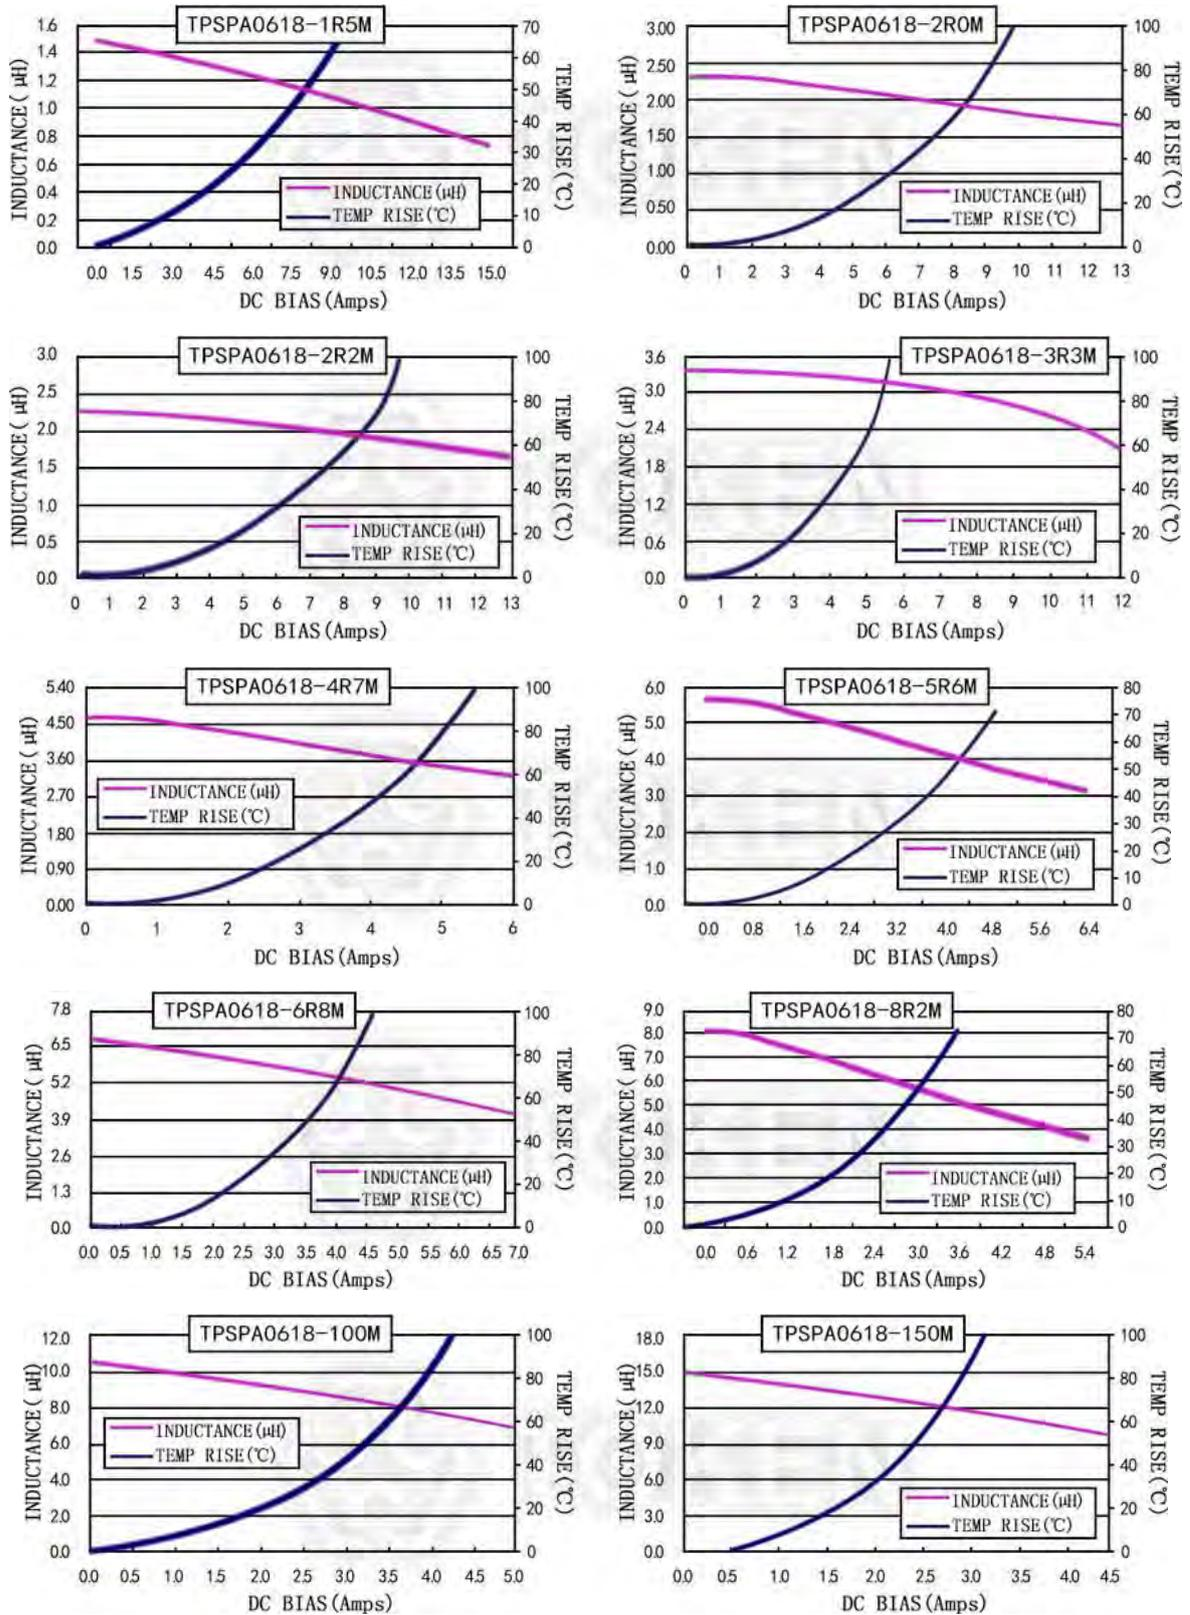 TPSPA0618-1R5M
INDUCTANCE( μH)
1.6
1.4
1.2
1.0
0.8
0.6
0.4
0.2
0.0
70
60
50
40
30
20
10
0
TEMP RISE(℃)
INDUCTANCE(μH)
TEMP RISE(℃)
0.0 1.5 3.0 4.5 6.0 7.5 9.0 10.5 12.0 13.5 15.0
DC BIAS(Amps)
TPSPA0618-2R0M
INDUCTANCE( μH)
3.00
2.50
2.00
1.50
1.00
0.50
0.00
100
80
60
40
20
0
TEMP RISE(℃)
INDUCTANCE(μH)
TEMP RISE(℃)
0 1 2 3 4 5 6 7 8 9 10 11 12 13
DC BIAS(Amps)
TPSPA0618-2R2M
INDUCTANCE( μH)
3.0
2.5
2.0
1.5
1.0
0.5
0.0
100
80
60
40
20
0
TEMP RISE(℃)
INDUCTANCE(μH)
TEMP RISE(℃)
0 1 2 3 4 5 6 7 8 9 10 11 12 13
DC BIAS(Amps)
TPSPA0618-3R3M
INDUCTANCE( μH)
3.6
3.0
2.4
1.8
1.2
0.6
0.0
100
80
60
40
20
0
TEMP RISE(℃)
INDUCTANCE(μH)
TEMP RISE(℃)
0 1 2 3 4 5 6 7 8 9 10 11 12
DC BIAS(Amps)
TPSPA0618-4R7M
INDUCTANCE( μH)
5.40
4.50
3.60
2.70
1.80
0.90
0.00
100
80
60
40
20
0
TEMP RISE(℃)
INDUCTANCE(μH)
TEMP RISE(℃)
0 1 2 3 4 5 6
DC BIAS(Amps)
TPSPA0618-5R6M
INDUCTANCE( μH)
6.0
5.0
4.0
3.0
2.0
1.0
0.0
80
70
60
50
40
30
20
10
0
TEMP RISE(℃)
INDUCTANCE(μH)
TEMP RISE(℃)
0.0 0.8 1.6 2.4 3.2 4.0 4.8 5.6 6.4
DC BIAS(Amps)
TPSPA0618-6R8M
INDUCTANCE( μH)
7.8
6.5
5.2
3.9
2.6
1.3
0.0
100
80
60
40
20
0
TEMP RISE(℃)
INDUCTANCE(μH)
TEMP RISE(℃)
0.0 0.5 1.0 1.5 2.0 2.5 3.0 3.5 4.0 4.5 5.0 5.5 6.0 6.5 7.0
DC BIAS(Amps)
TPSPA0618-8R2M
INDUCTANCE( μH)
9.0
8.0
7.0
6.0
5.0
4.0
3.0
2.0
1.0
0.0
80
70
60
50
40
30
20
10
0
TEMP RISE(℃)
INDUCTANCE(μH)
TEMP RISE(℃)
0.0 0.6 1.2 1.8 2.4 3.0 3.6 4.2 4.8 5.4
DC BIAS(Amps)
TPSPA0618-100M
INDUCTANCE( μH)
12.0
10.0
8.0
6.0
4.0
2.0
0.0
100
80
60
40
20
0
TEMP RISE(℃)
INDUCTANCE(μH)
TEMP RISE(℃)
0.0 0.5 1.0 1.5 2.0 2.5 3.0 3.5 4.0 4.5 5.0
DC BIAS(Amps)
TPSPA0618-150M
INDUCTANCE( μH)
18.0
15.0
12.0
9.0
6.0
3.0
0.0
100
80
60
40
20
0
TEMP RISE(℃)
INDUCTANCE(μH)
TEMP RISE(℃)
0.0 0.5 1.0 1.5 2.0 2.5 3.0 3.5 4.0 4.5
DC BIAS(Amps)